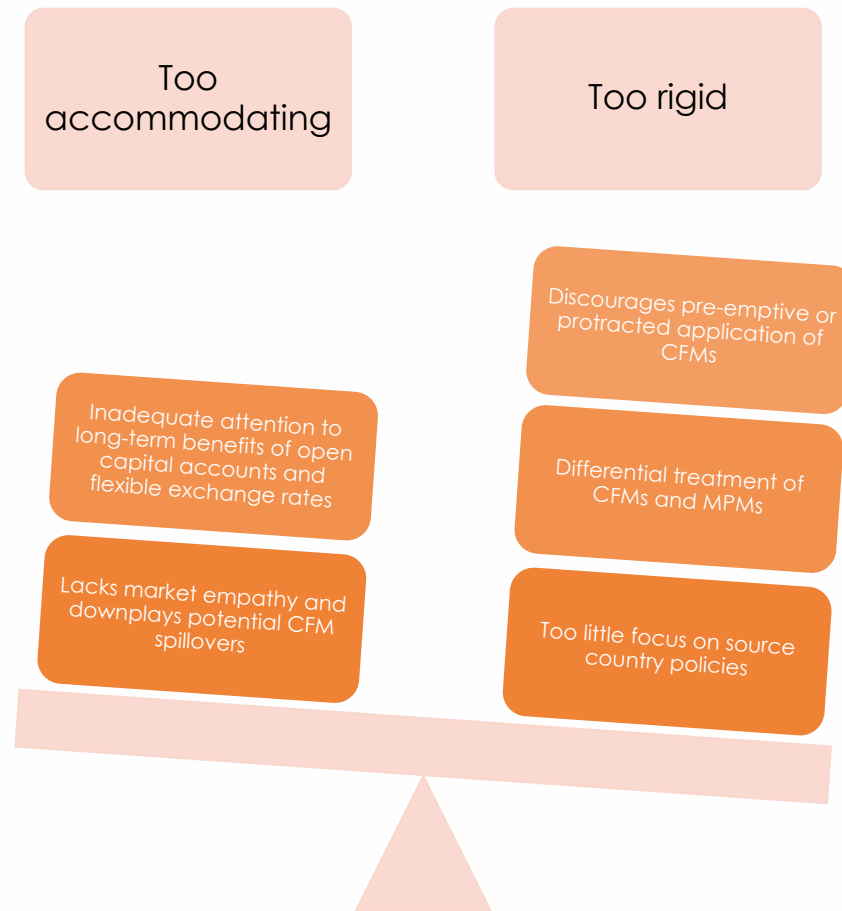 Too
accommodating
Too rigid
Inadequate attention to
long-term benefits of open
capital accounts and
flexible exchange rates
Lacks market empathy and
downplays potential CFM
spillovers
Discourages pre-emptive or
protracted application of
CFMs
Differential treatment of
CFMs and MPMs
Too little focus on source
country policies